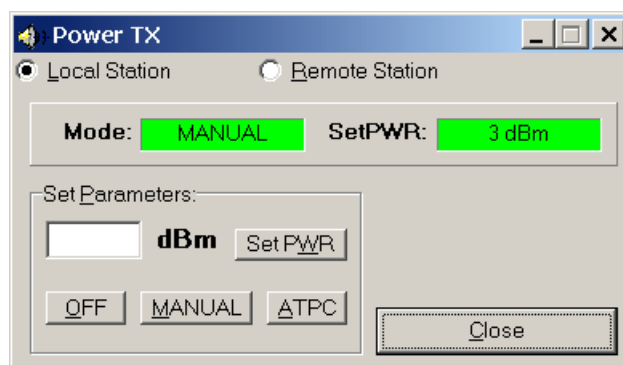 Power TX
Local Station Remote Station
Mode: MANUAL SetPWR: 3 dBm
Set Parameters:
dBm Set PWR
OFF MANUAL ATPC
Close